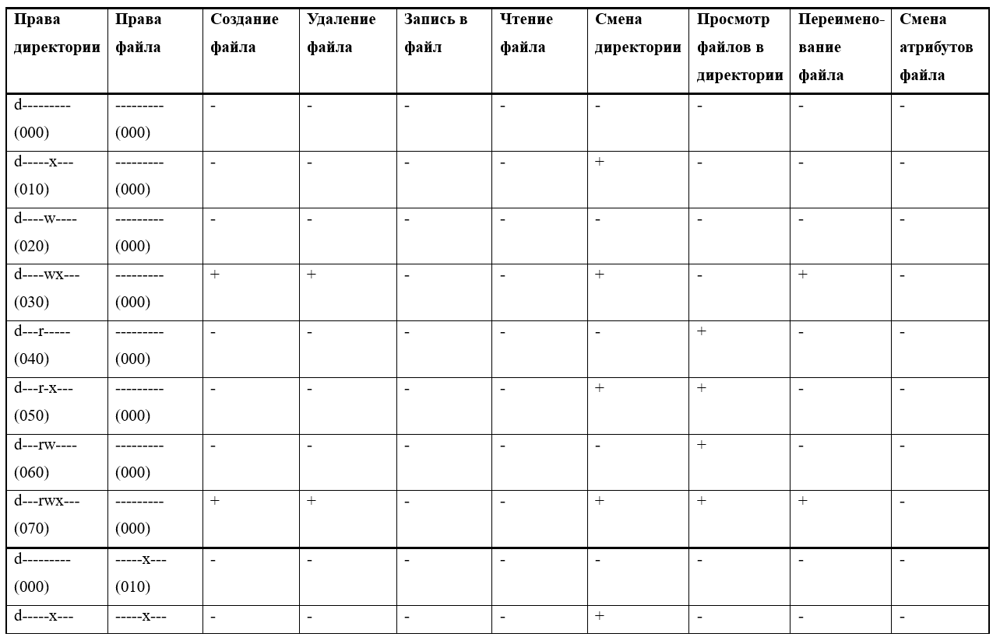 Права директории | Права файла | Создание файла | Удаление файла | Запись в файл | Чтение файла | Смена директории | Просмотр файлов в директории | Переимено-вание файла | Смена атрибутов файла
d--------- (000) | --------- (000) | - | - | - | - | - | - | - | -
d-----x--- (010) | --------- (000) | - | - | - | - | + | - | - | -
d----w---- (020) | --------- (000) | - | - | - | - | - | - | - | -
d----wx--- (030) | --------- (000) | + | + | - | - | + | - | + | -
d---r----- (040) | --------- (000) | - | - | - | - | - | + | - | -
d---r-x--- (050) | --------- (000) | - | - | - | - | + | + | - | -
d---rw---- (060) | --------- (000) | - | - | - | - | - | + | - | -
d---rwx--- (070) | --------- (000) | + | + | - | - | + | + | + | -
d--------- (000) | -----x--- (010) | - | - | - | - | - | - | - | -
d-----x--- | -----x--- | - | - | - | - | + | - | - | -